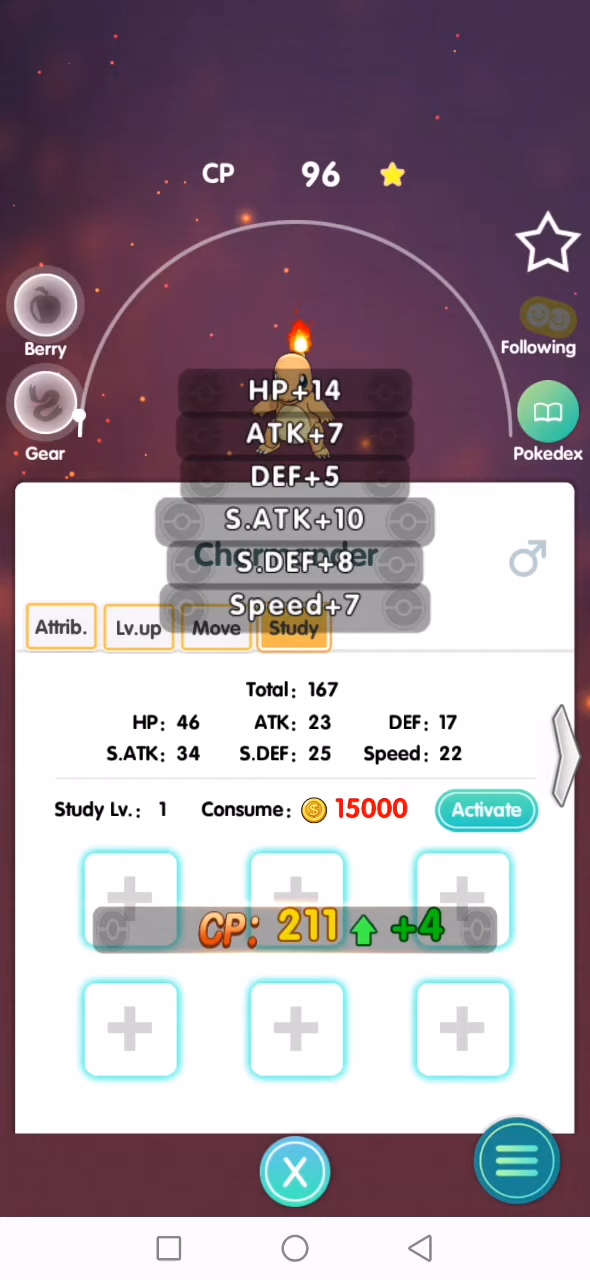 CP 96
Berry
Following
Gear
Pokedex
HP+14
ATK+7
DEF+5
S.ATK+10
Charmander
S.DEF+8
Speed+7
Attrib. Lv.up Move Study
Total: 167
HP: 46 ATK: 23 DEF: 17
S.ATK: 34 S.DEF: 25 Speed: 22
Study Lv.: 1 Consume: 15000 Activate
CP: 211 +4
X